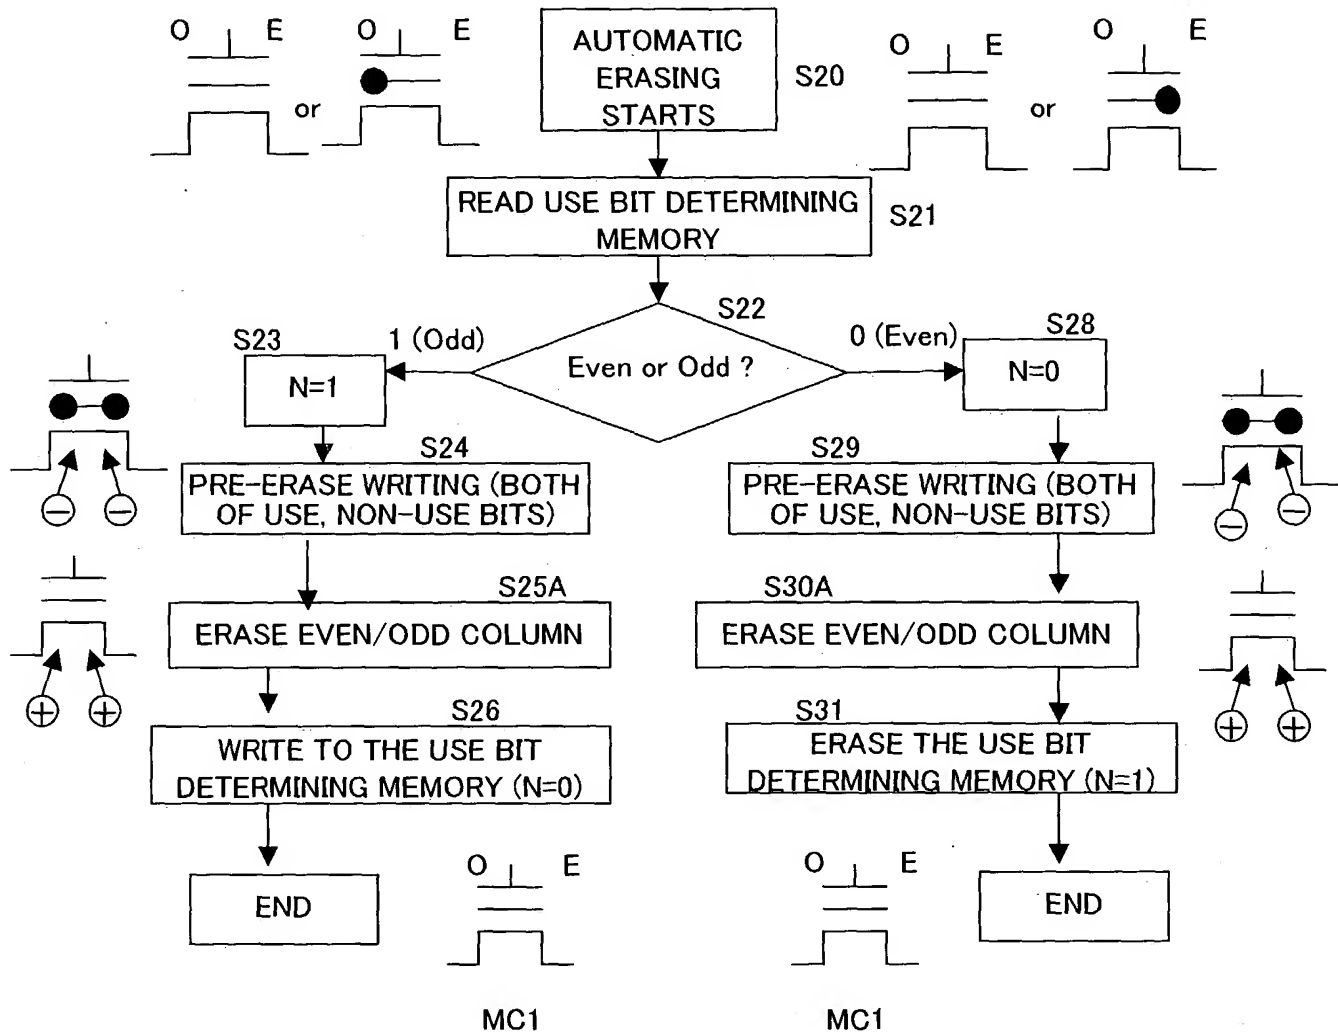 O E
O E
or
AUTOMATIC
ERASING
STARTS
S20
O E
O E
or
READ USE BIT DETERMINING
MEMORY
S21
S22
Even or Odd ?
1 (Odd)
0 (Even)
S23
N=1
S28
N=0
S24
PRE-ERASE WRITING (BOTH
OF USE, NON-USE BITS)
S29
PRE-ERASE WRITING (BOTH
OF USE, NON-USE BITS)
− −
− −
S25A
ERASE EVEN/ODD COLUMN
S30A
ERASE EVEN/ODD COLUMN
+ +
+ +
S26
WRITE TO THE USE BIT
DETERMINING MEMORY (N=0)
S31
ERASE THE USE BIT
DETERMINING MEMORY (N=1)
END
O E
O E
END
MC1
MC1